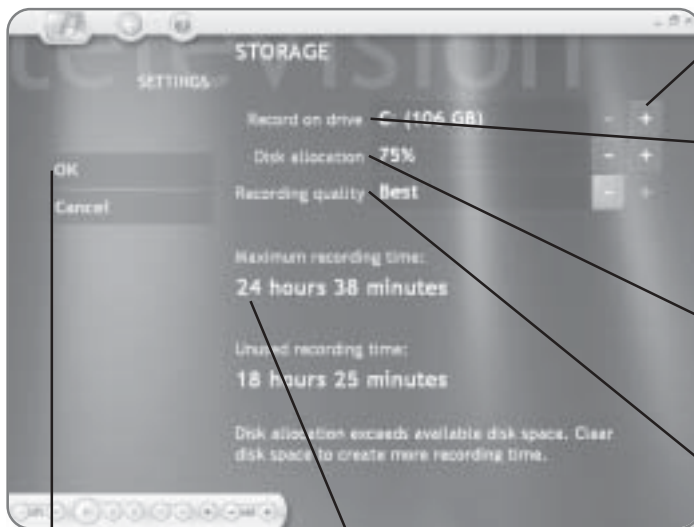 television
STORAGE
SETTINGS
Record on drive C: (106 GB) - +
Disk allocation 75% - +
Recording quality Best - +
OK
Cancel
Maximum recording time:
24 hours 38 minutes
Unused recording time:
18 hours 25 minutes
Disk allocation exceeds available disk space. Clear
disk space to create more recording time.